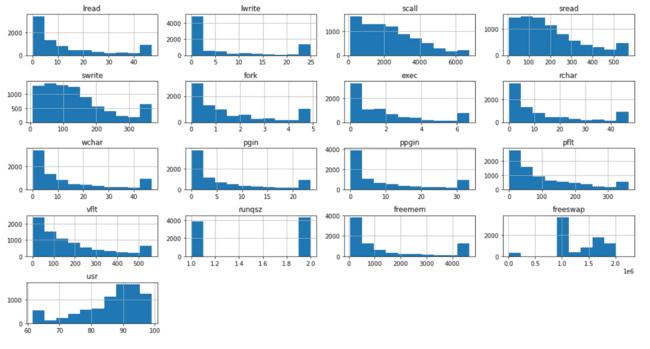 lread lwrite scall sread
2000 4000 1000 1000
2000
0 0 0 0
0 10 20 30 40 0 5 10 15 20 25 0 2000 4000 6000 0 100 200 300 400 500
swrite fork exec rchar
1000 2000 2000 2000
500
0 0 0 0
0 100 200 300 0 1 2 3 4 5 0 2 4 6 0 10 20 30 40
wchar pgin ppgin pflt
2000 2000 4000 2000
2000 1000
0 0 0 0
0 10 20 30 40 0 5 10 15 20 0 10 20 30 0 100 200 300
vflt runqsz freemem freeswap
2000 4000 2000 2000
1000 2000
0 0 0 0
0 100 200 300 400 500 1.0 1.2 1.4 1.6 1.8 2.0 0 1000 2000 3000 4000 0.0 0.5 1.0 1.5 2.0
1e6
usr
1000
0
60 70 80 90 100